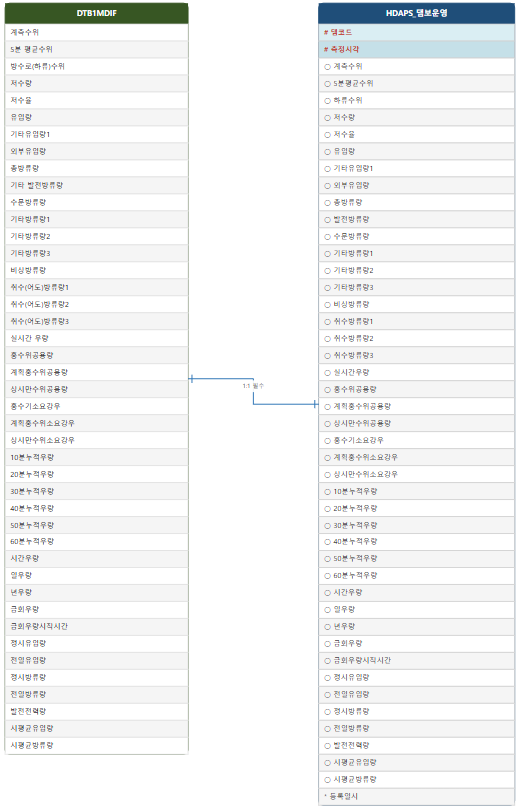 DTB1MDIF
계측수위
5분 평균수위
방수로(하류)수위
저수량
저수율
유입량
기타유입량1
외부유입량
총방류량
기타 발전방류량
수문방류량
기타방류량1
기타방류량2
기타방류량3
비상방류량
취수(어도)방류량1
취수(어도)방류량2
취수(어도)방류량3
실시간 우량
홍수위공용량
계획홍수위공용량
상시만수위공용량
홍수기소요강우
계획홍수위소요강우
상시만수위소요강우
10분누적우량
20분누적우량
30분누적우량
40분누적우량
50분누적우량
60분누적우량
시간우량
일우량
년우량
금회우량
금회우량시작시간
정시유입량
전일유입량
정시방류량
전일방류량
발전전력량
시평균유입량
시평균방류량
1:1 필수
HDAPS_댐보운영
# 댐코드
# 측정시각
○ 계측수위
○ 5분평균수위
○ 하류수위
○ 저수량
○ 저수율
○ 유입량
○ 기타유입량1
○ 외부유입량
○ 총방류량
○ 발전방류량
○ 수문방류량
○ 기타방류량1
○ 기타방류량2
○ 기타방류량3
○ 비상방류량
○ 취수방류량1
○ 취수방류량2
○ 취수방류량3
○ 실시간우량
○ 홍수위공용량
○ 계획홍수위공용량
○ 상시만수위공용량
○ 홍수기소요강우
○ 계획홍수위소요강우
○ 상시만수위소요강우
○ 10분누적우량
○ 20분누적우량
○ 30분누적우량
○ 40분누적우량
○ 50분누적우량
○ 60분누적우량
○ 시간우량
○ 일우량
○ 년우량
○ 금회우량
○ 금회우량시작시간
○ 정시유입량
○ 전일유입량
○ 정시방류량
○ 전일방류량
○ 발전전력량
○ 시평균유입량
○ 시평균방류량
* 등록일시